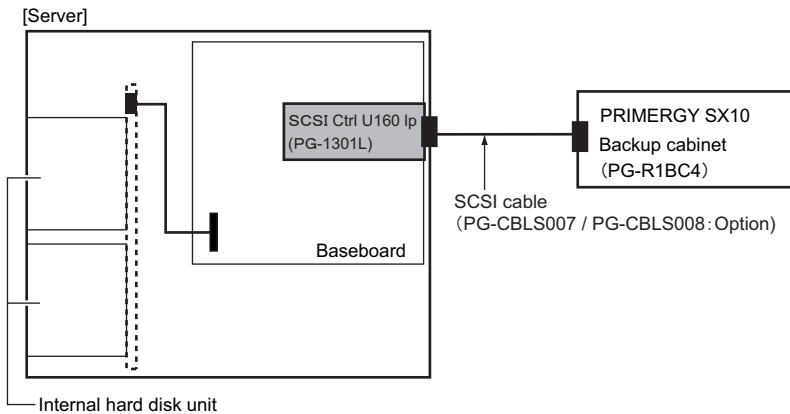 [Server]
SCSI Ctrl U160 lp
(PG-1301L)
PRIMERGY SX10
Backup cabinet
（PG-R1BC4）
SCSI cable
（PG-CBLS007 / PG-CBLS008：Option)
Baseboard
Internal hard disk unit